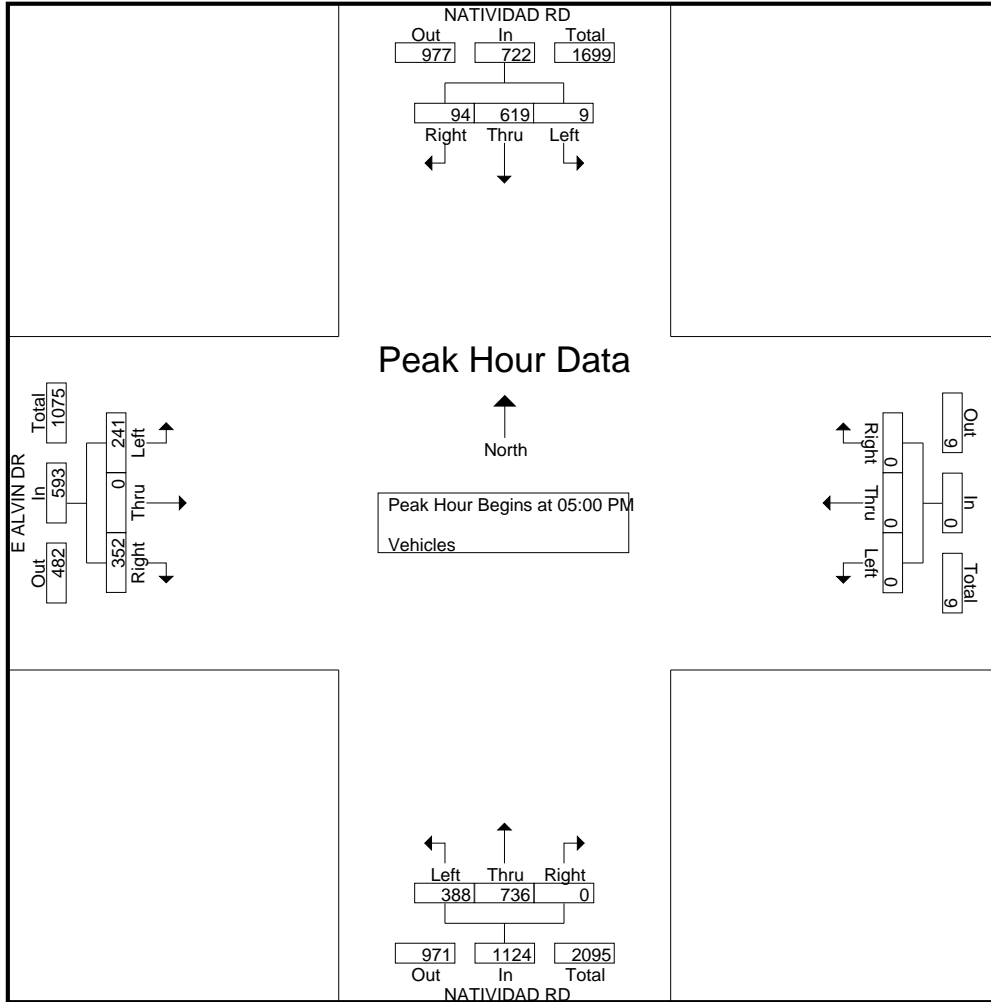 NATIVIDAD RD
Out In Total
977 722 1699
94 619 9
Right Thru Left
Peak Hour Data
North
Peak Hour Begins at 05:00 PM
Vehicles
E ALVIN DR
Out In Total
482 593 1075
Right Thru Left
352 0 241
Out In Total
9 0 9
Right Thru Left
0 0 0
Left Thru Right
388 736 0
971 1124 2095
Out In Total
NATIVIDAD RD